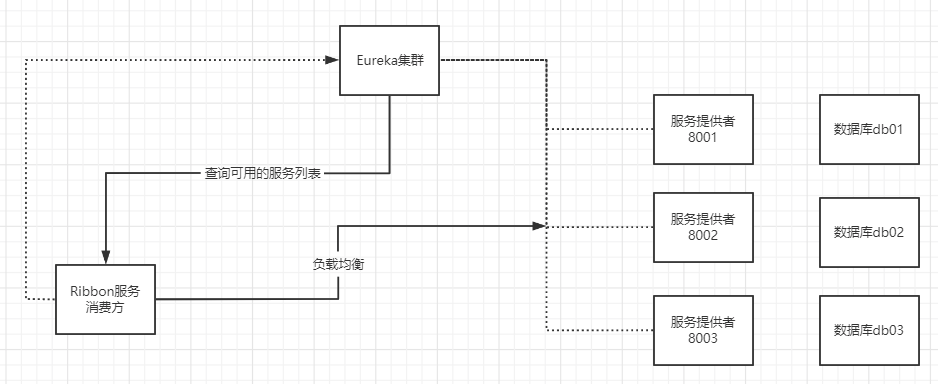 Eureka集群
服务提供者
8001
数据库db01
查询可用的服务列表
服务提供者
8002
数据库db02
负载均衡
Ribbon服务
消费方
服务提供者
8003
数据库db03